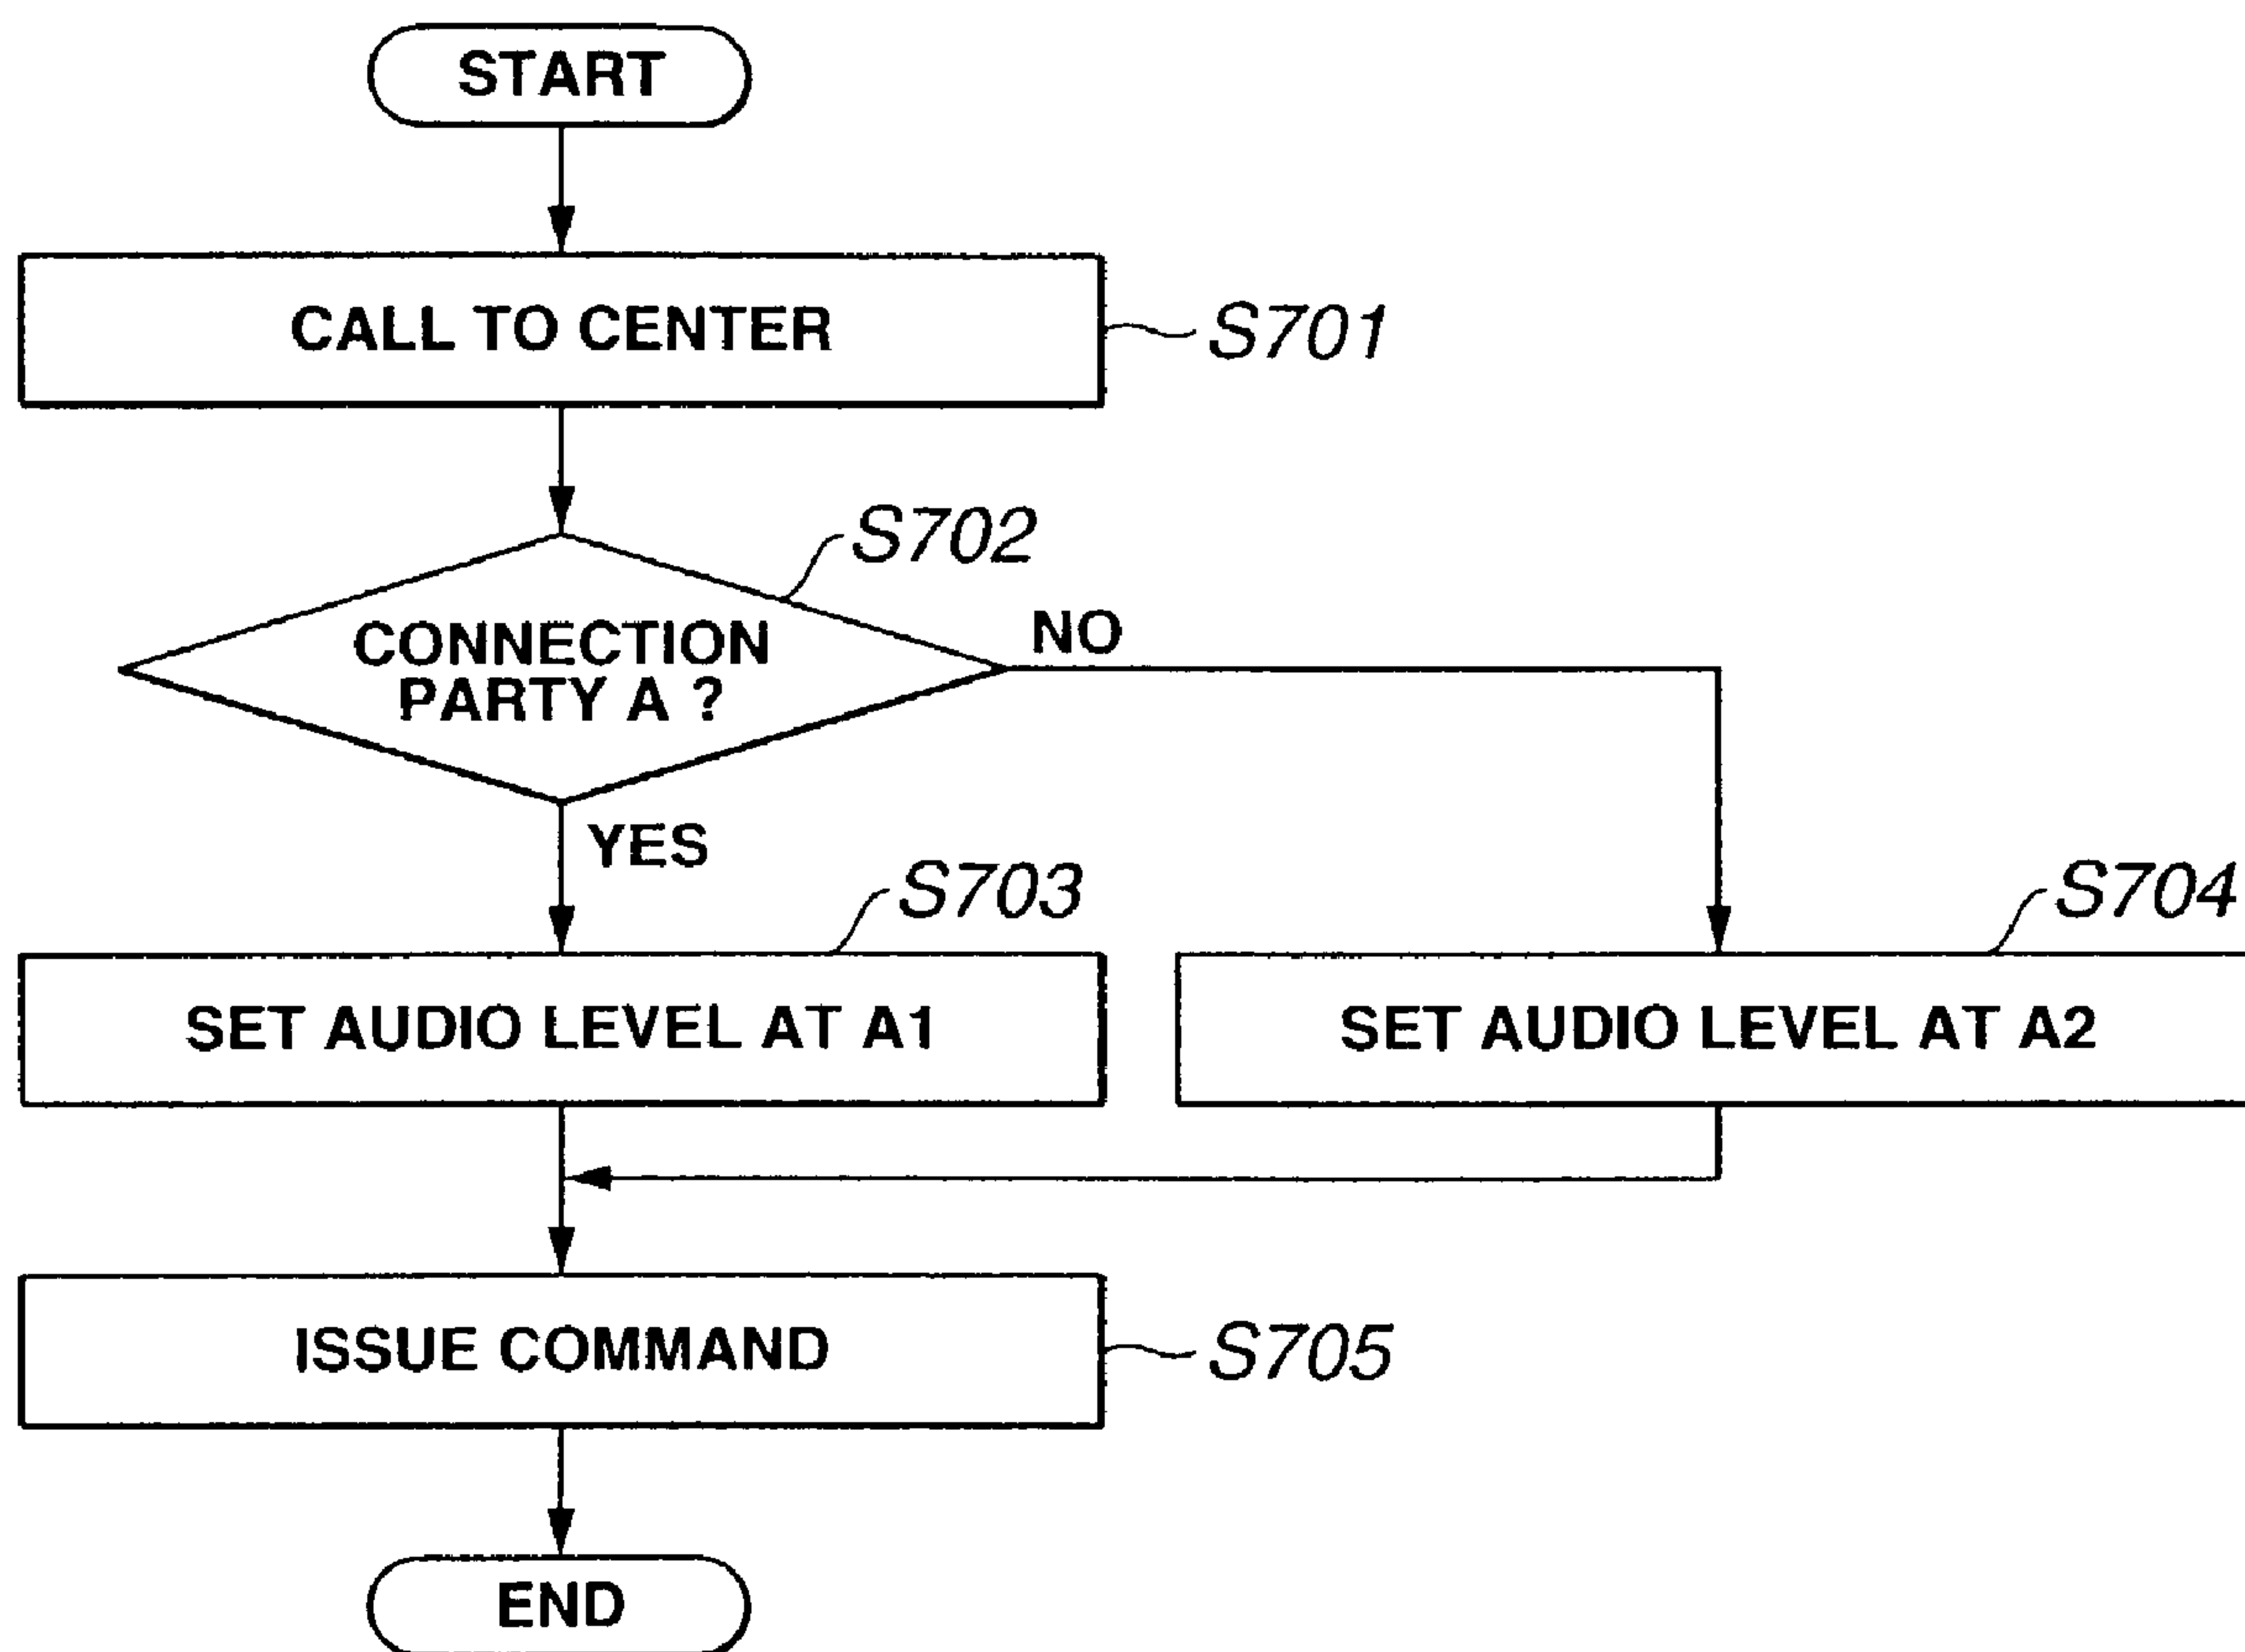 START
CALL TO CENTER
S701
S702
CONNECTION
PARTY A ?
NO
YES
S703
S704
SET AUDIO LEVEL AT A1
SET AUDIO LEVEL AT A2
ISSUE COMMAND
S705
END